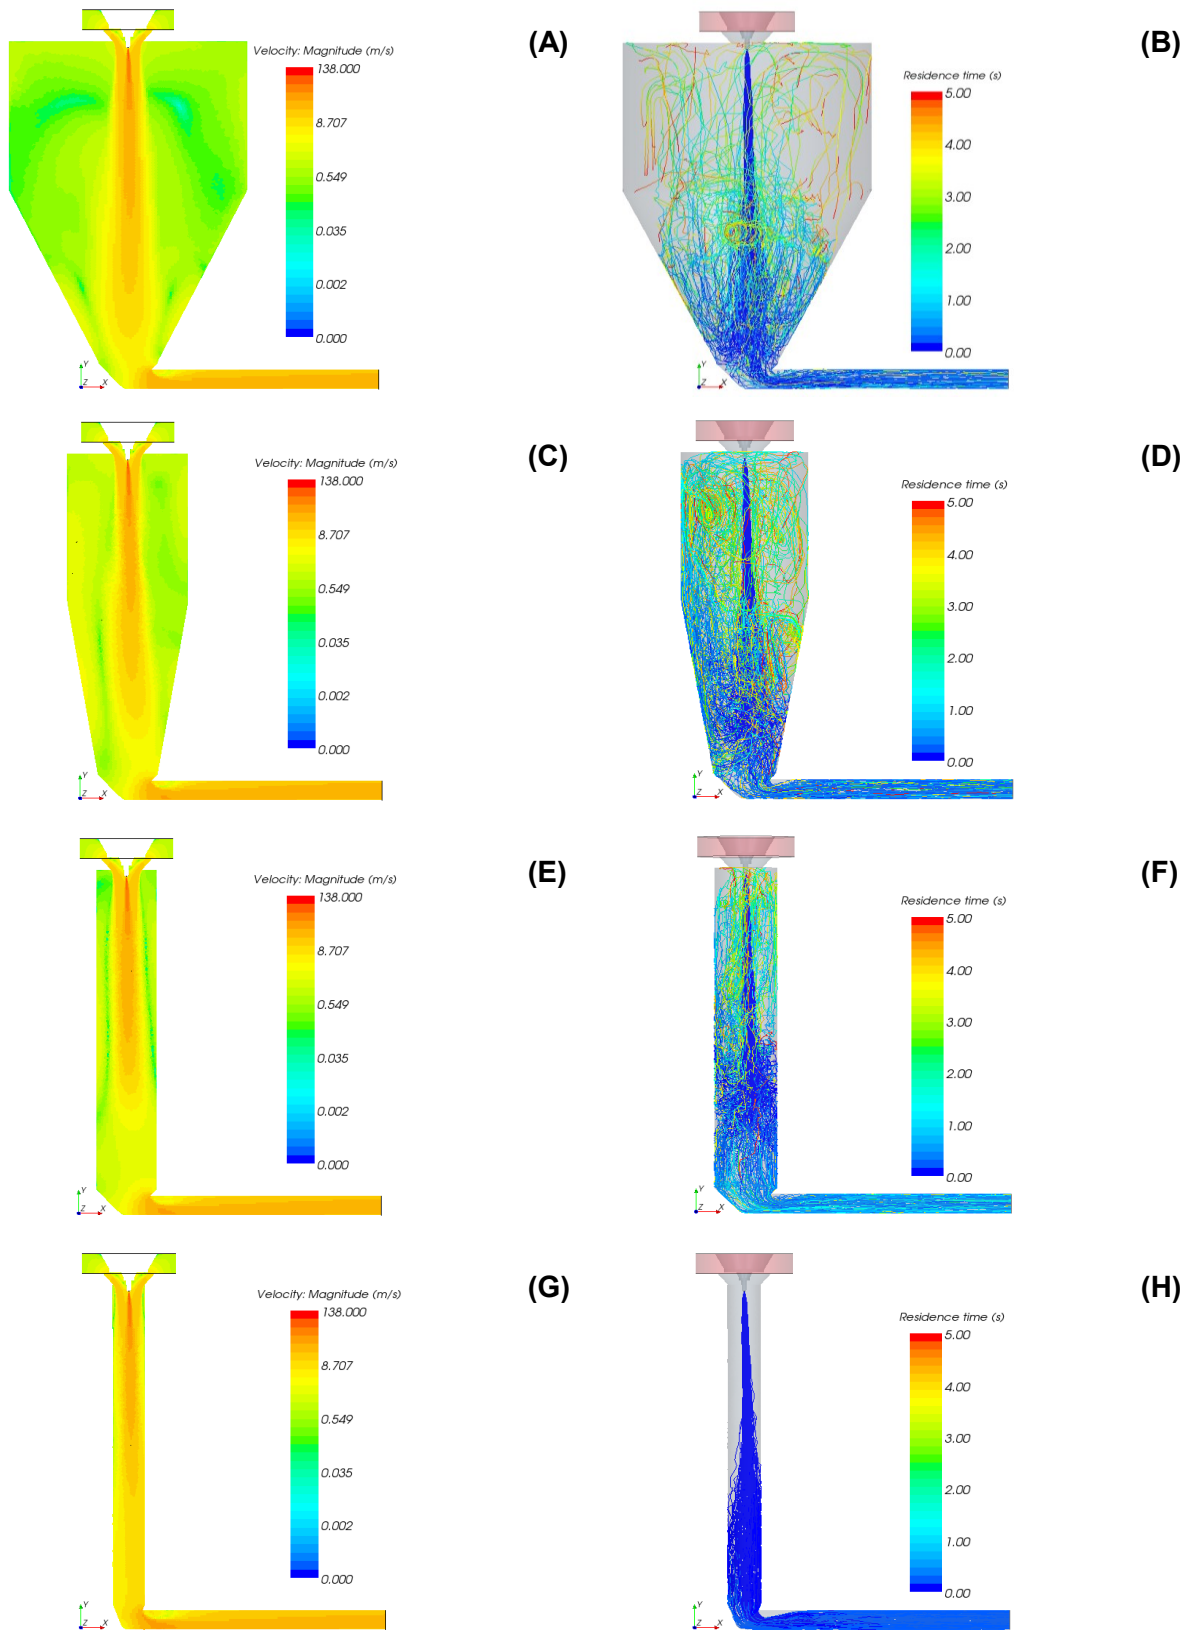 (A)
Velocity: Magnitude (m/s)
138.000
8.707
0.549
0.035
0.002
0.000
Y
Z X
(B)
Residence time (s)
5.00
4.00
3.00
2.00
1.00
0.00
Y
Z X
(C)
Velocity: Magnitude (m/s)
138.000
8.707
0.549
0.035
0.002
0.000
Y
Z X
(D)
Residence time (s)
5.00
4.00
3.00
2.00
1.00
0.00
Y
Z X
(E)
Velocity: Magnitude (m/s)
138.000
8.707
0.549
0.035
0.002
0.000
Y
Z X
(F)
Residence time (s)
5.00
4.00
3.00
2.00
1.00
0.00
Y
Z X
(G)
Velocity: Magnitude (m/s)
138.000
8.707
0.549
0.035
0.002
0.000
Y
Z X
(H)
Residence time (s)
5.00
4.00
3.00
2.00
1.00
0.00
Y
Z X